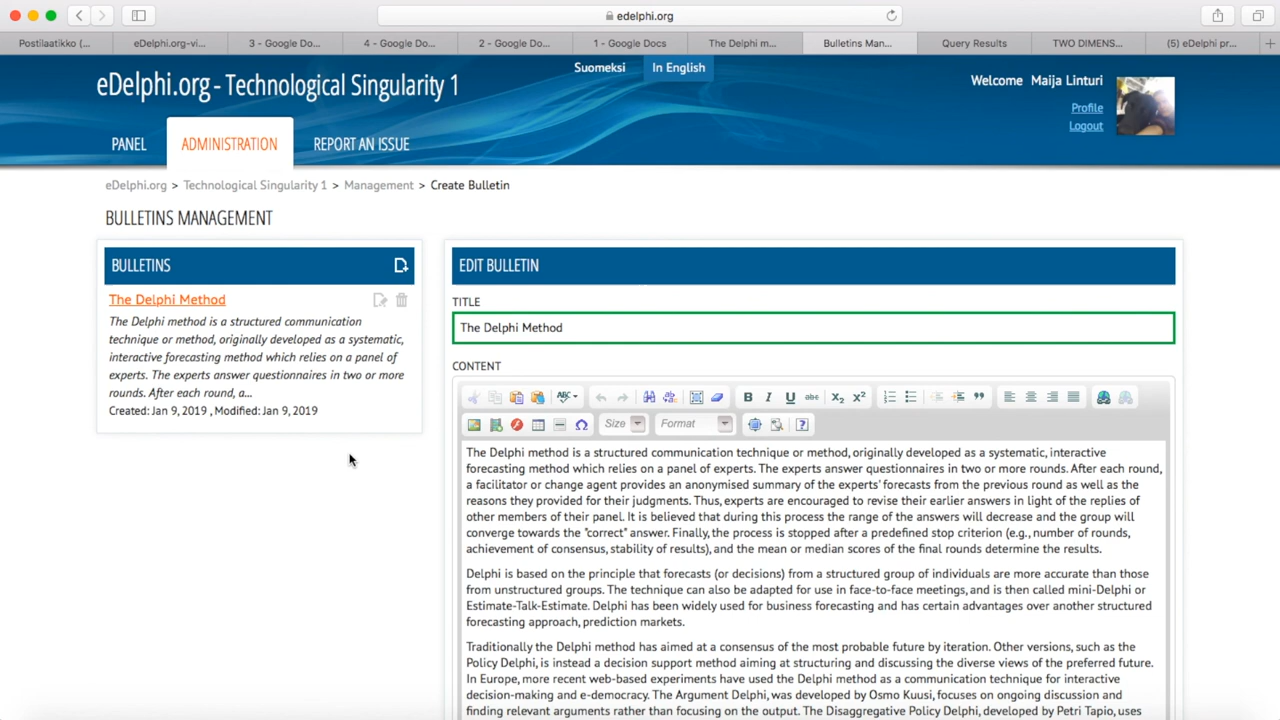 edelphi.org
Postilaatikko (...
eDelphi.org-vi...
3 - Google Do...
4 - Google Do...
2 - Google Do...
1 - Google Docs
The Delphi m...
Bulletins Man...
Query Results
TWO DIMENS...
(5) eDelphi pr...
Suomeksi In English
eDelphi.org - Technological Singularity 1
Welcome Maija Linturi
Profile
Logout
PANEL ADMINISTRATION REPORT AN ISSUE
eDelphi.org > Technological Singularity 1 > Management > Create Bulletin
BULLETINS MANAGEMENT
BULLETINS
The Delphi Method
The Delphi method is a structured communication
technique or method, originally developed as a systematic,
interactive forecasting method which relies on a panel of
experts. The experts answer questionnaires in two or more
rounds. After each round, a...
Created: Jan 9, 2019 , Modified: Jan 9, 2019
EDIT BULLETIN
TITLE
The Delphi Method
CONTENT
ABC B I U abc X2 X2
Size Format
The Delphi method is a structured communication technique or method, originally developed as a systematic, interactive
forecasting method which relies on a panel of experts. The experts answer questionnaires in two or more rounds. After each round,
a facilitator or change agent provides an anonymised summary of the experts' forecasts from the previous round as well as the
reasons they provided for their judgments. Thus, experts are encouraged to revise their earlier answers in light of the replies of
other members of their panel. It is believed that during this process the range of the answers will decrease and the group will
converge towards the "correct" answer. Finally, the process is stopped after a predefined stop criterion (e.g., number of rounds,
achievement of consensus, stability of results), and the mean or median scores of the final rounds determine the results.
Delphi is based on the principle that forecasts (or decisions) from a structured group of individuals are more accurate than those
from unstructured groups. The technique can also be adapted for use in face-to-face meetings, and is then called mini-Delphi or
Estimate-Talk-Estimate. Delphi has been widely used for business forecasting and has certain advantages over another structured
forecasting approach, prediction markets.
Traditionally the Delphi method has aimed at a consensus of the most probable future by iteration. Other versions, such as the
Policy Delphi, is instead a decision support method aiming at structuring and discussing the diverse views of the preferred future.
In Europe, more recent web-based experiments have used the Delphi method as a communication technique for interactive
decision-making and e-democracy. The Argument Delphi, was developed by Osmo Kuusi, focuses on ongoing discussion and
finding relevant arguments rather than focusing on the output. The Disaggregative Policy Delphi, developed by Petri Tapio, uses